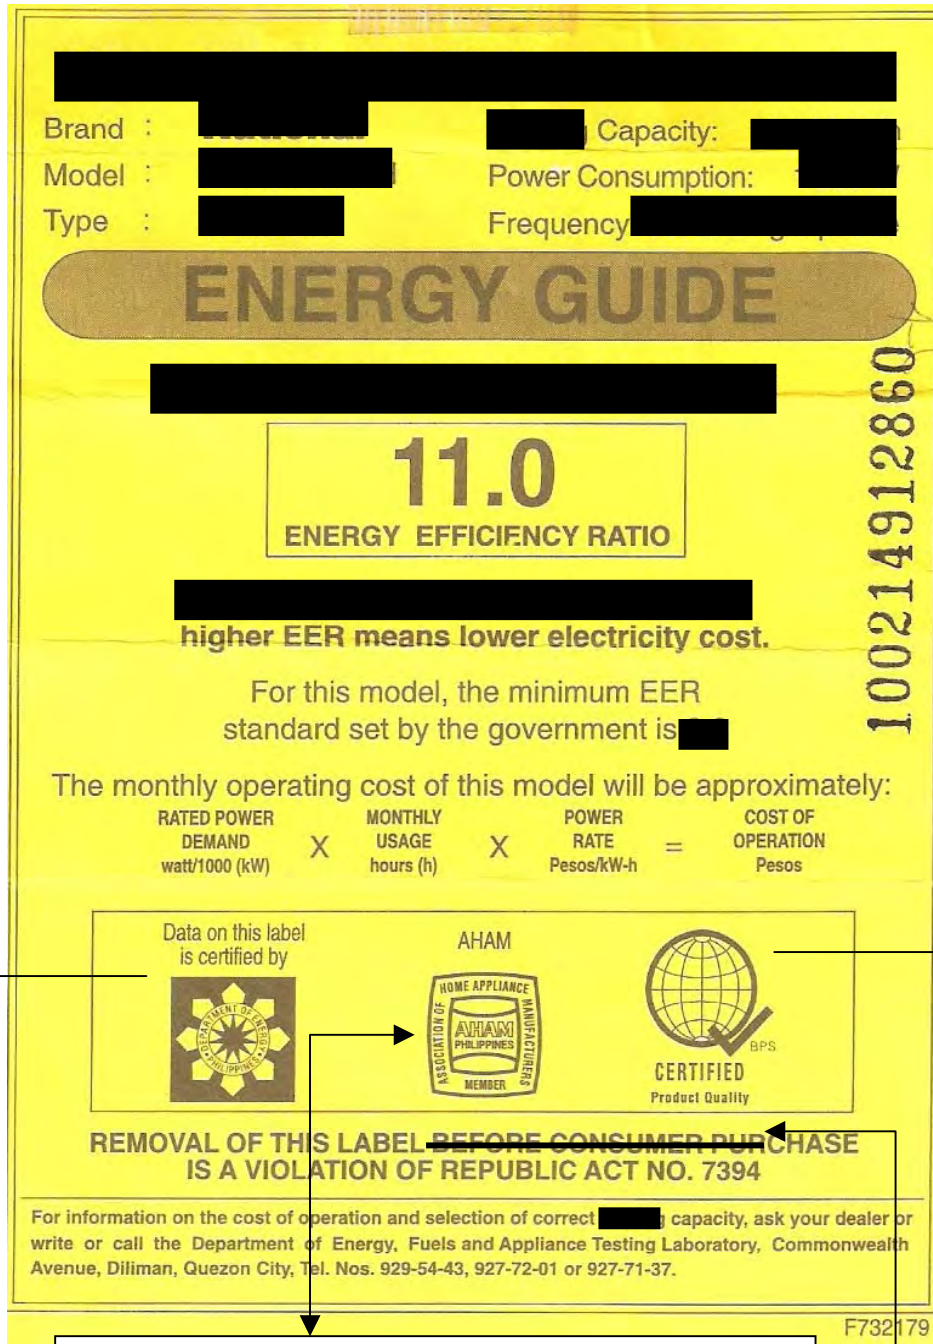 Brand :
Capacity:
Model :
Power Consumption:
Type :
Frequency
ENERGY GUIDE
11.0
ENERGY EFFICIENCY RATIO
higher EER means lower electricity cost.
For this model, the minimum EER
standard set by the government is
The monthly operating cost of this model will be approximately:
RATED POWER DEMAND watt/1000 (kW) X MONTHLY USAGE hours (h) X POWER RATE Pesos/kW-h = COST OF OPERATION Pesos
Data on this label
is certified by
DEPARTMENT OF ENERGY
PHILIPPINES
AHAM
HOME APPLIANCE
MANUFACTURERS
ASSOCIATION OF
AHAM
PHILIPPINES
MEMBER
BPS
CERTIFIED
Product Quality
REMOVAL OF THIS LABEL BEFORE CONSUMER PURCHASE
IS A VIOLATION OF REPUBLIC ACT NO. 7394
For information on the cost of operation and selection of correct capacity, ask your dealer or
write or call the Department of Energy, Fuels and Appliance Testing Laboratory, Commonwealth
Avenue, Diliman, Quezon City, Tel. Nos. 929-54-43, 927-72-01 or 927-71-37.
F732179
100214912860